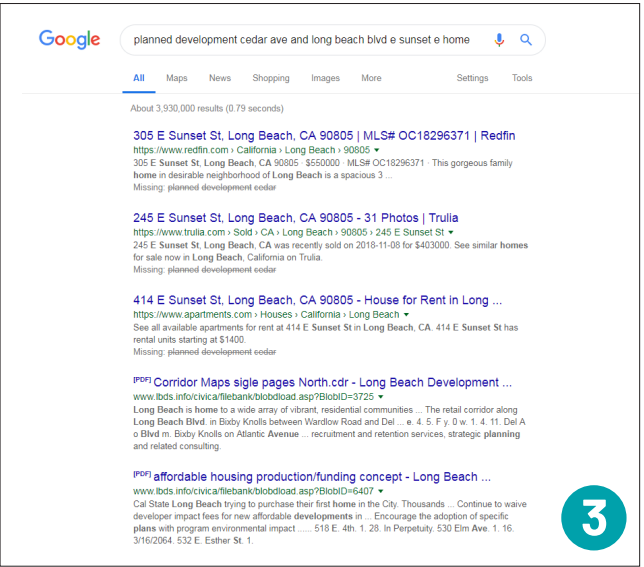 Google planned development cedar ave and long beach blvd e sunset e home
All Maps News Shopping Images More Settings Tools
About 3,930,000 results (0.79 seconds)
305 E Sunset St, Long Beach, CA 90805 | MLS# OC18296371 | Redfin
https://www.redfin.com › California › Long Beach › 90805
305 E Sunset St, Long Beach, CA 90805 · $550000 · MLS# OC18296371 · This gorgeous family
home in desirable neighborhood of Long Beach is a spacious 3 ...
Missing: planned development cedar
245 E Sunset St, Long Beach, CA 90805 - 31 Photos | Trulia
https://www.trulia.com › Sold › CA › Long Beach › 90805 › 245 E Sunset St
245 E Sunset St, Long Beach, CA was recently sold on 2018-11-08 for $403000. See similar homes
for sale now in Long Beach, California on Trulia.
Missing: planned development cedar
414 E Sunset St, Long Beach, CA 90805 - House for Rent in Long ...
https://www.apartments.com › Houses › California › Long Beach
See all available apartments for rent at 414 E Sunset St in Long Beach, CA. 414 E Sunset St has
rental units starting at $1400.
Missing: planned development cedar
[PDF] Corridor Maps sigle pages North.cdr - Long Beach Development ...
www.lbds.info/civica/filebank/blobdload.asp?BlobID=3725
Long Beach is home to a wide array of vibrant, residential communities ... The retail corridor along
Long Beach Blvd. in Bixby Knolls between Wardlow Road and Del ... e. 4. 5. F y. 0 w. 1. 4. 11. Del A
o Blvd m. Bixby Knolls on Atlantic Avenue ... recruitment and retention services, strategic planning
and related consulting.
[PDF] affordable housing production/funding concept - Long Beach ...
www.lbds.info/civica/filebank/blobdload.asp?BlobID=6407
Cal State Long Beach trying to purchase their first home in the City. Thousands ... Continue to waive
developer impact fees for new affordable developments in ... Encourage the adoption of specific
plans with program environmental impact ...... 518 E. 4th. 1. 28. In Perpetuity. 530 Elm Ave. 1. 16.
3/16/2064. 532 E. Esther St. 1.
3